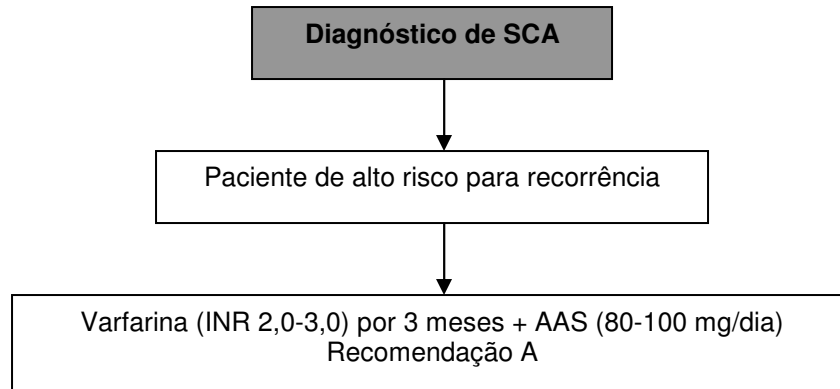 Diagnóstico de SCA
Paciente de alto risco para recorrência
Varfarina (INR 2,0-3,0) por 3 meses + AAS (80-100 mg/dia)
Recomendação A